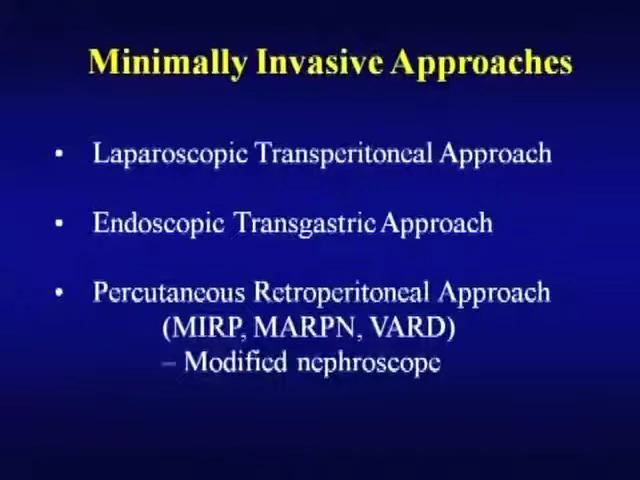 Minimally Invasive Approaches
• Laparoscopic Transperitoneal Approach
• Endoscopic Transgastric Approach
• Percutaneous Retroperitoneal Approach
(MIRP, MARPN, VARD)
– Modified nephroscope